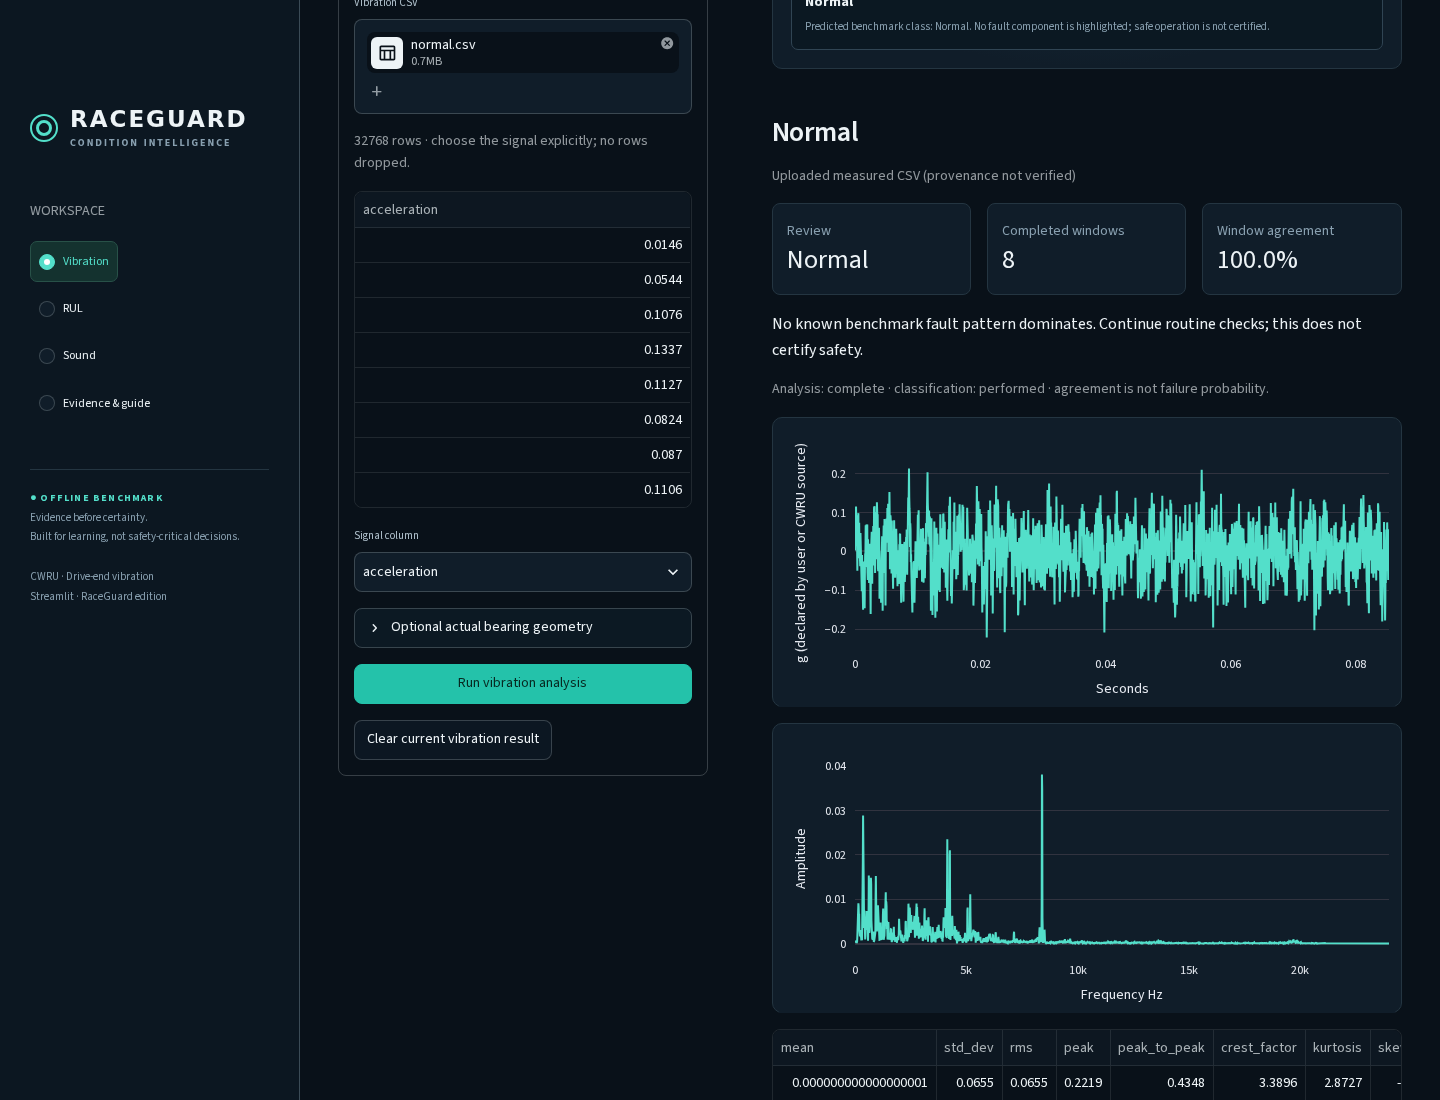 RACEGUARD
CONDITION INTELLIGENCE
WORKSPACE
Vibration
RUL
Sound
Evidence & guide
OFFLINE BENCHMARK
Evidence before certainty.
Built for learning, not safety-critical decisions.
CWRU · Drive-end vibration
Streamlit · RaceGuard edition
Vibration CSV
normal.csv
0.7MB
+
32768 rows · choose the signal explicitly; no rows
dropped.
acceleration
0.0146
0.0544
0.1076
0.1337
0.1127
0.0824
0.087
0.1106
Signal column
acceleration
Optional actual bearing geometry
Run vibration analysis
Clear current vibration result
Normal
Predicted benchmark class: Normal. No fault component is highlighted; safe operation is not certified.
Normal
Uploaded measured CSV (provenance not verified)
Review
Normal
Completed windows
8
Window agreement
100.0%
No known benchmark fault pattern dominates. Continue routine checks; this does not
certify safety.
Analysis: complete · classification: performed · agreement is not failure probability.
g (declared by user or CWRU source)
0.2
0.1
0
−0.1
−0.2
0 0.02 0.04 0.06 0.08
Seconds
Amplitude
0.04
0.03
0.02
0.01
0
0 5k 10k 15k 20k
Frequency Hz
mean std_dev rms peak peak_to_peak crest_factor kurtosis ske
0.000000000000000001 0.0655 0.0655 0.2219 0.4348 3.3896 2.8727 -